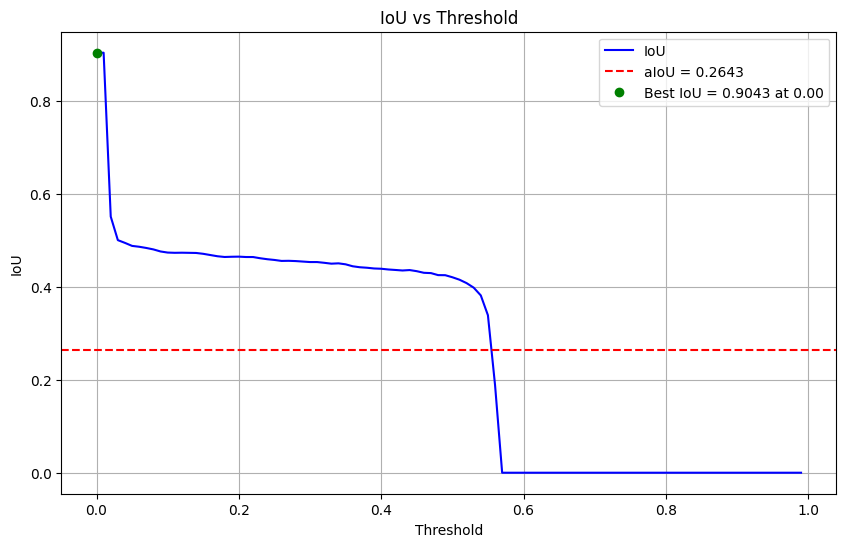 IoU vs Threshold
IoU
aIoU = 0.2643
Best IoU = 0.9043 at 0.00
0.8
0.6
0.4
0.2
0.0
IoU
0.0 0.2 0.4 0.6 0.8 1.0
Threshold